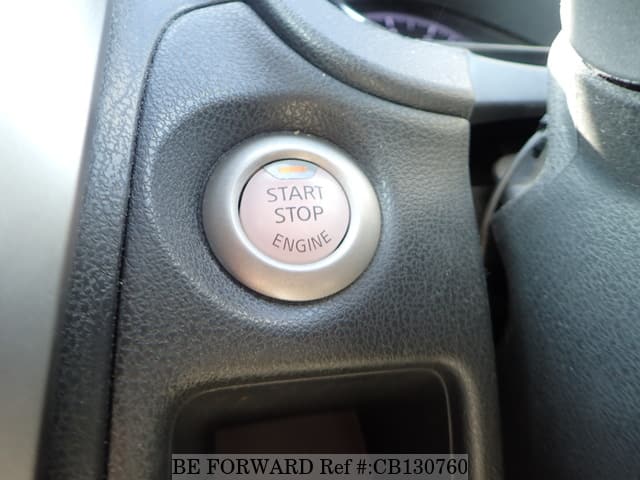 START
STOP
ENGINE
BE FORWARD Ref #:CB130760